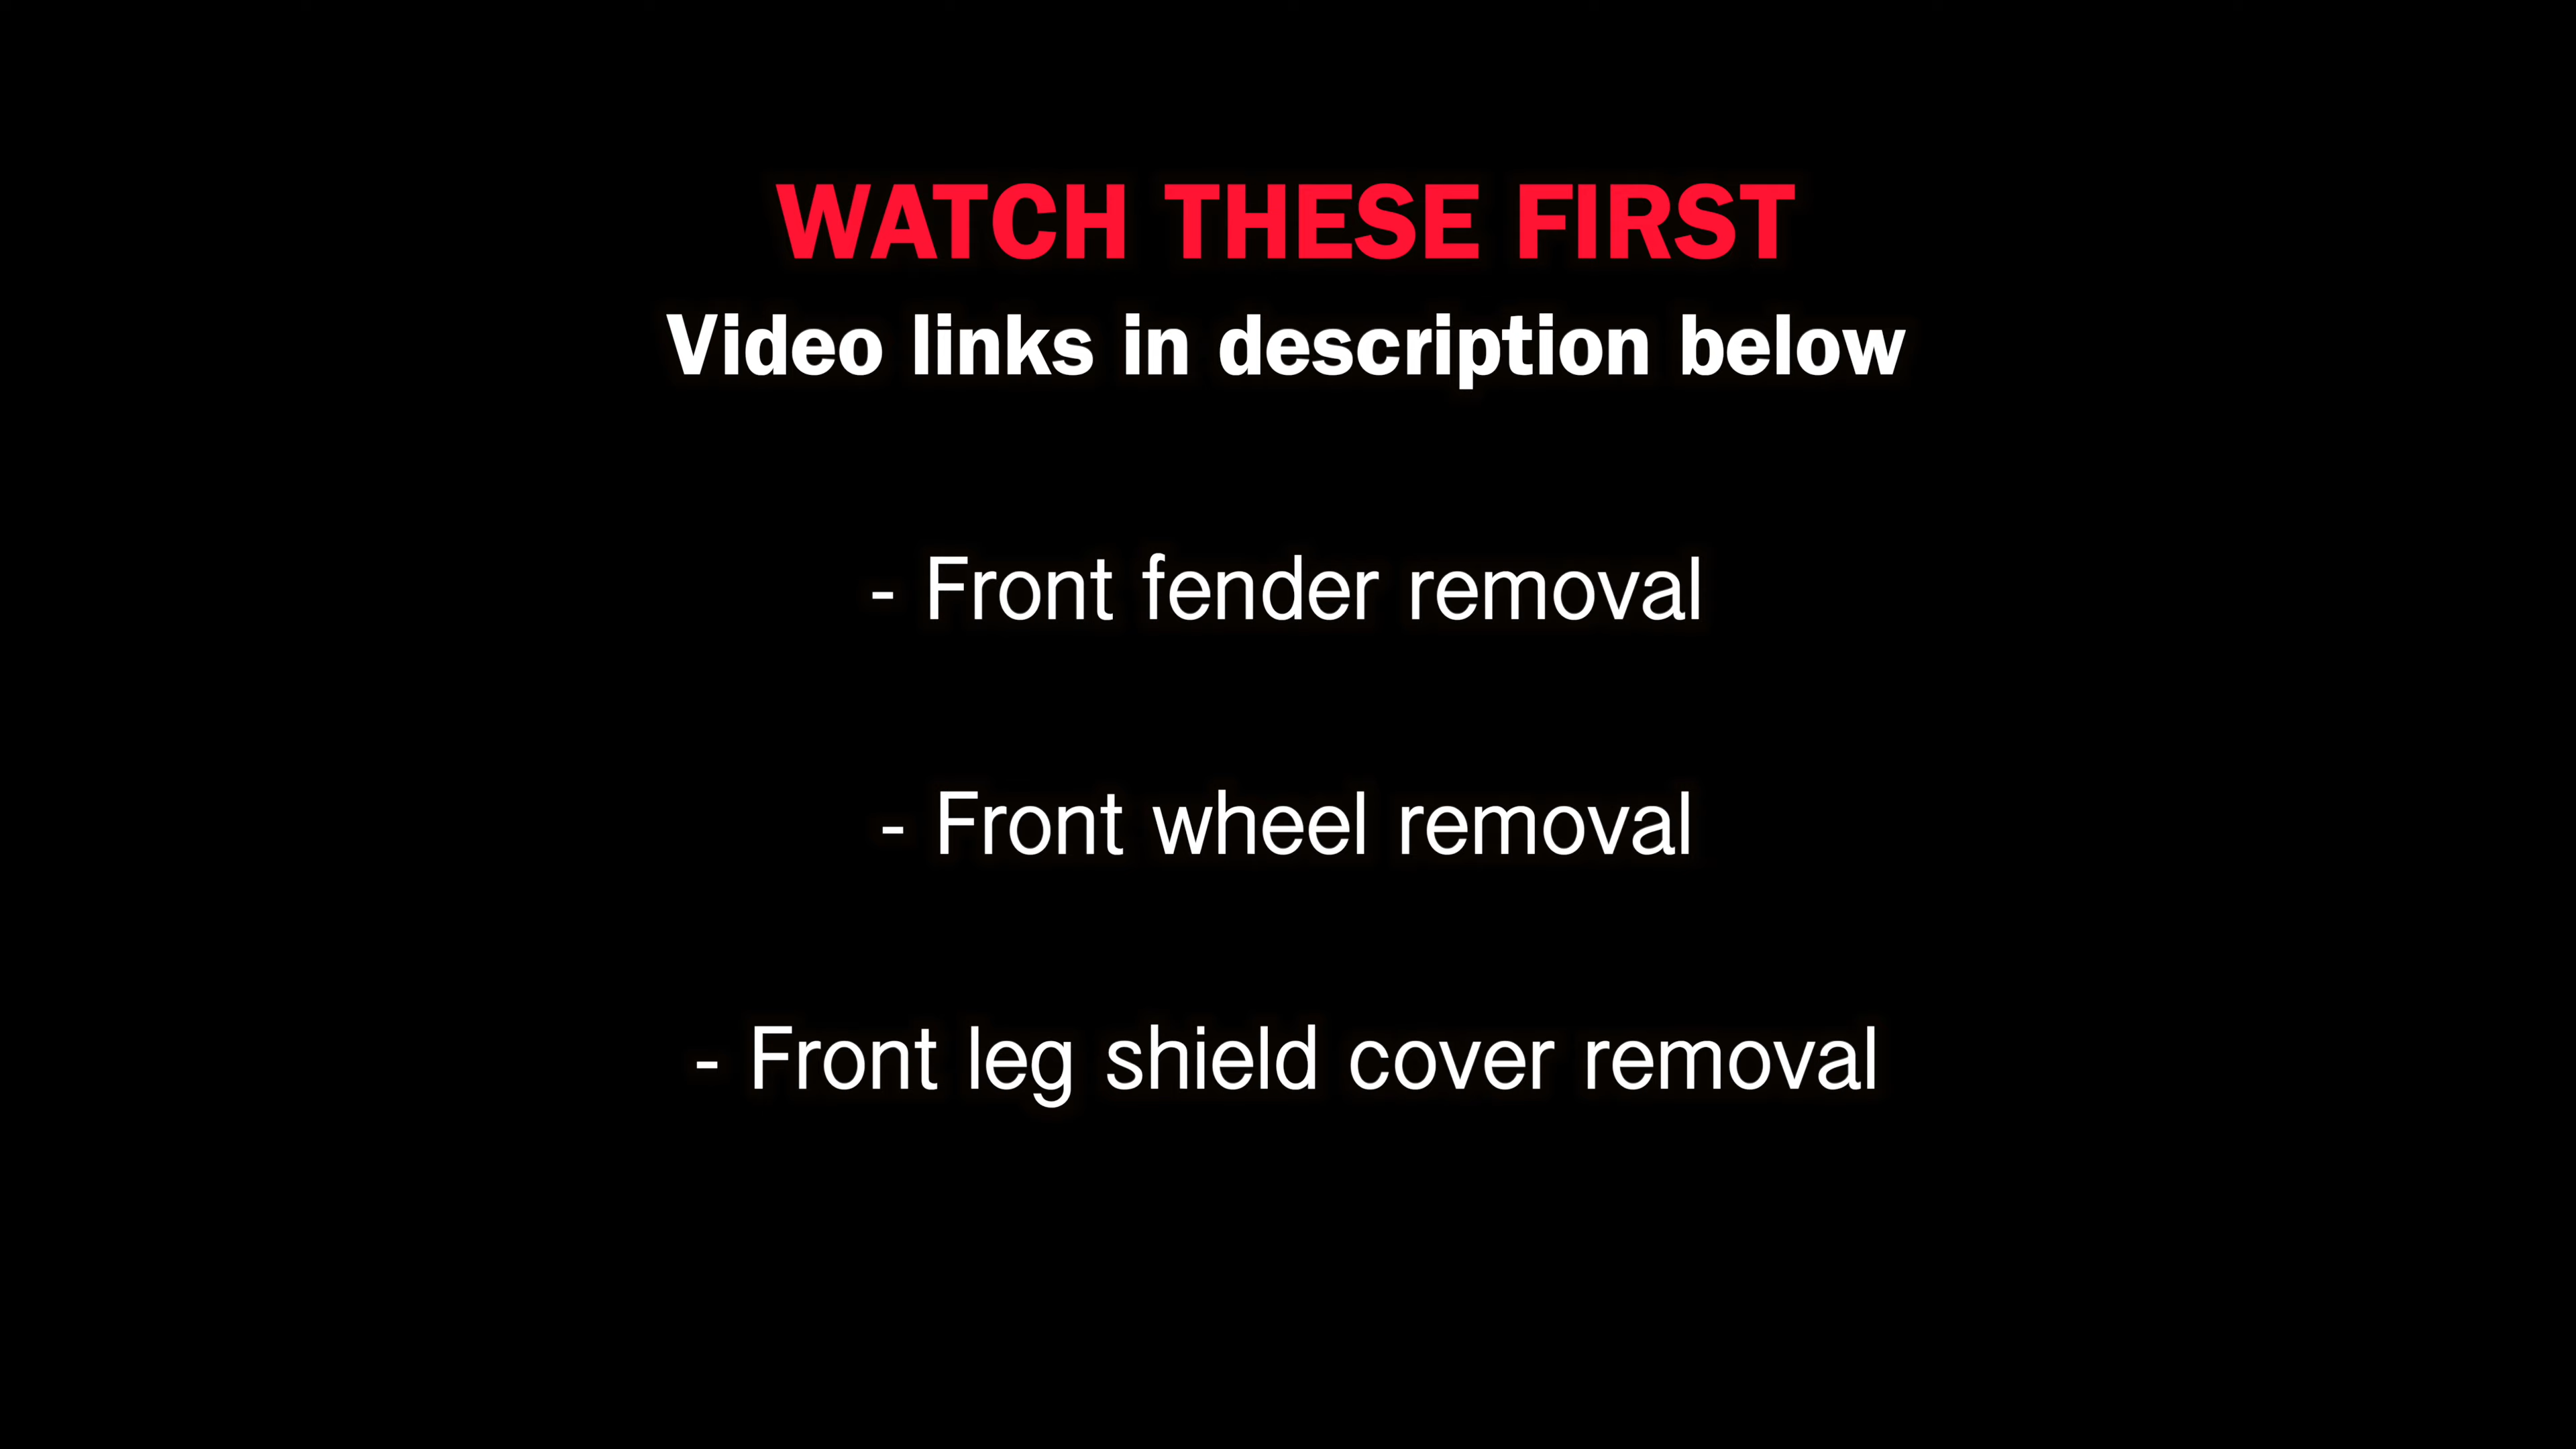 WATCH THESE FIRST
Video links in description below
- Front fender removal
- Front wheel removal
- Front leg shield cover removal